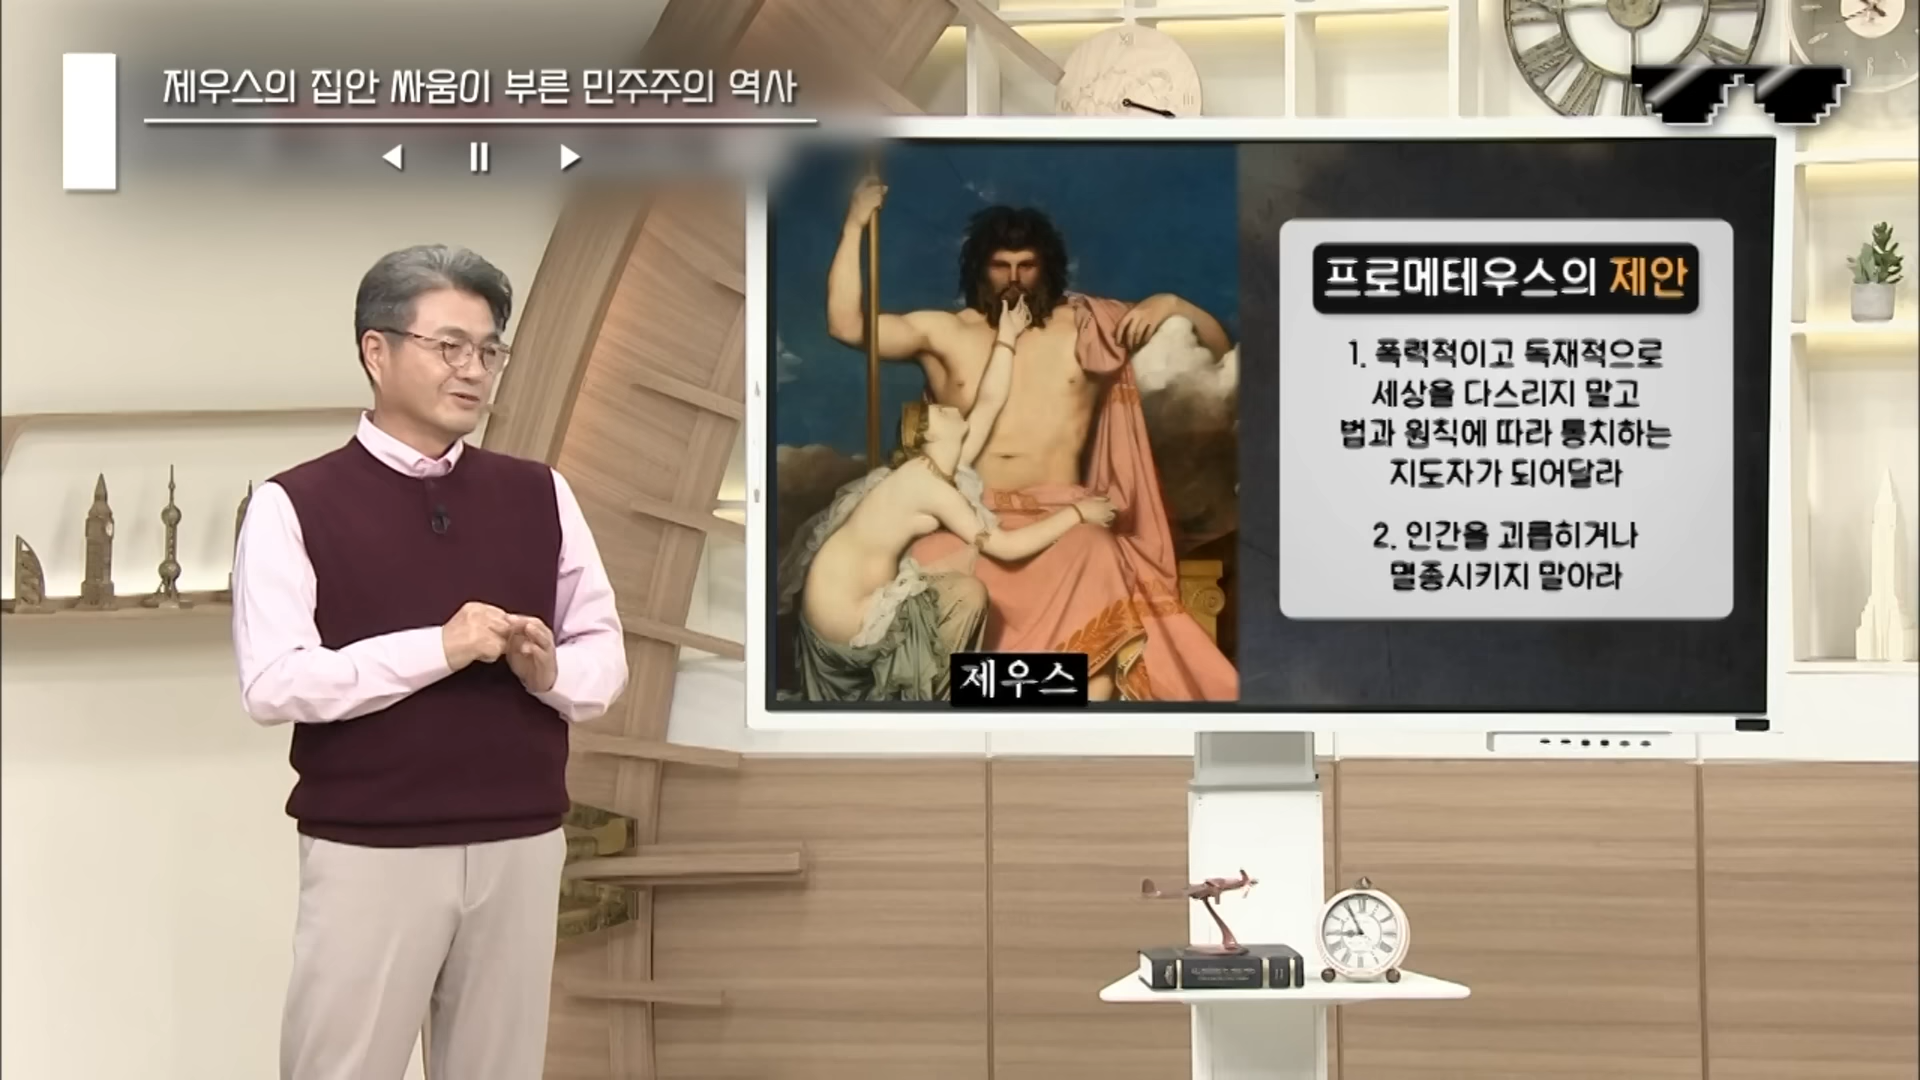 제우스의 집안 싸움이 부른 민주주의 역사
프로메테우스의 제안
1. 폭력적이고 독재적으로
세상을 다스리지 말고
법과 원칙에 따라 통치하는
지도자가 되어달라
2. 인간을 괴롭히거나
멸종시키지 말아라
제우스